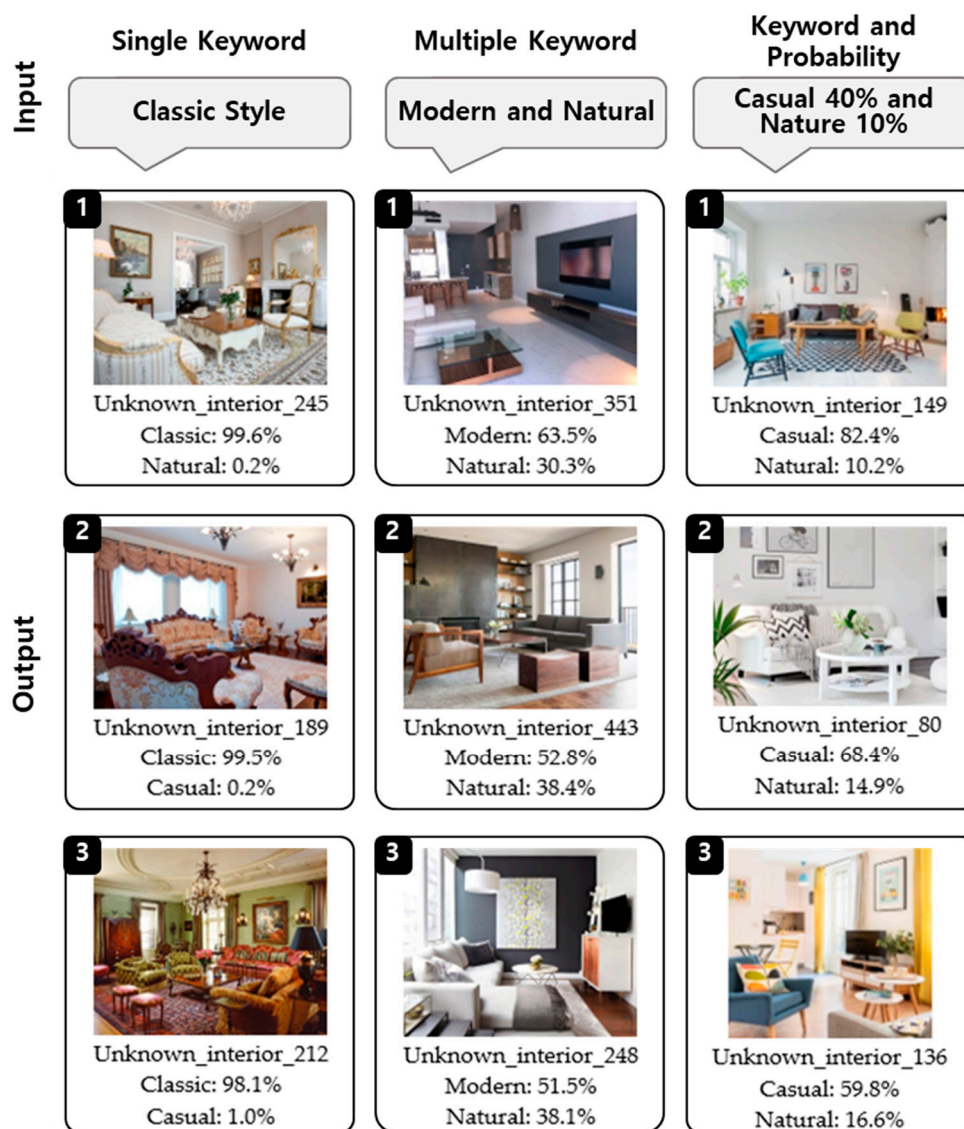 Input
Single Keyword
Classic Style
Multiple Keyword
Modern and Natural
Keyword and
Probability
Casual 40% and
Nature 10%
Output
1
Unknown_interior_245
Classic: 99.6%
Natural: 0.2%
1
Unknown_interior_351
Modern: 63.5%
Natural: 30.3%
1
Unknown_interior_149
Casual: 82.4%
Natural: 10.2%
2
Unknown_interior_189
Classic: 99.5%
Casual: 0.2%
2
Unknown_interior_443
Modern: 52.8%
Natural: 38.4%
2
Unknown_interior_80
Casual: 68.4%
Natural: 14.9%
3
Unknown_interior_212
Classic: 98.1%
Casual: 1.0%
3
Unknown_interior_248
Modern: 51.5%
Natural: 38.1%
3
Unknown_interior_136
Casual: 59.8%
Natural: 16.6%